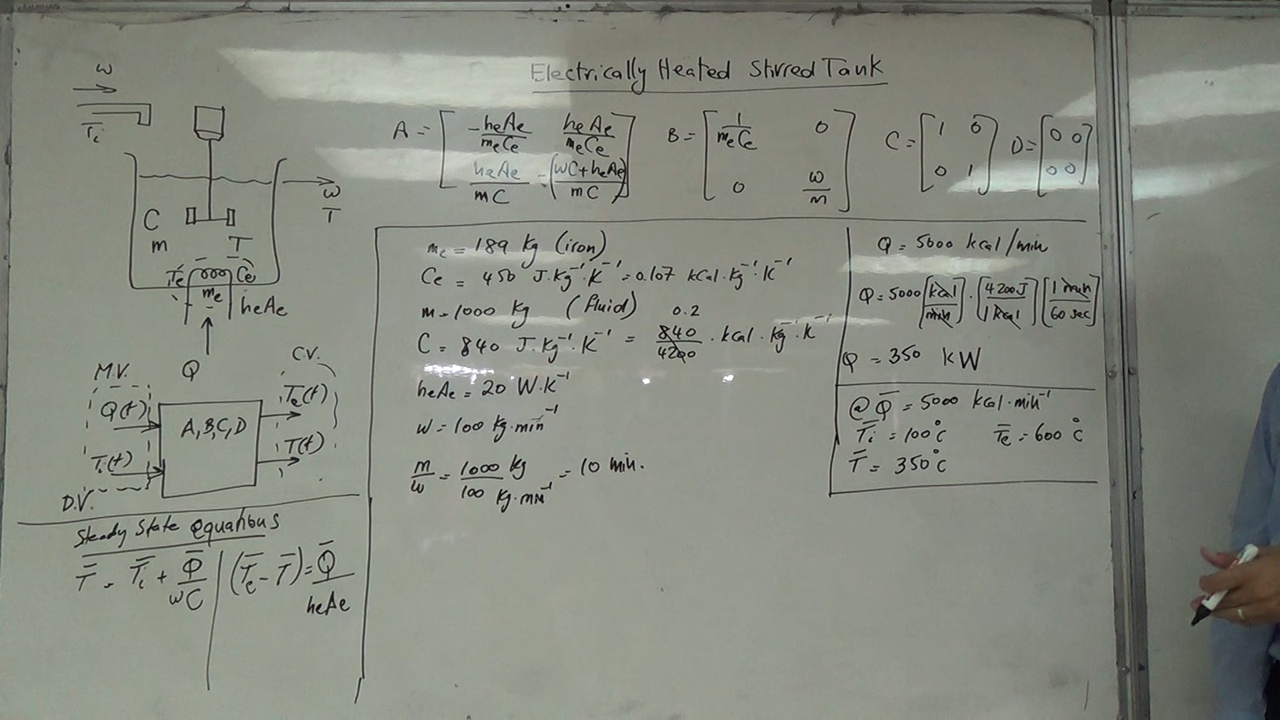 Electrically Heated Stirred Tank
A = [ -heAe/meCe heAe/meCe ; heAe/mC -(wC+heAe)/mC ] B = [ 1/meCe 0 ; 0 w/m ] C = [ 1 0 ; 0 1 ] D = [ 0 0 ; 0 0 ]
w
T̄i
w
T
C
m
T
Te
Ce
me
heAe
Q
M.V.
C.V.
Q(t)
A,B,C,D
Te(t)
Ti(t)
T(t)
D.V.
Steady State Equations
T̄ = T̄i + Q̄/wC | (T̄e - T̄) = Q̄/heAe
me = 189 Kg (iron)
Ce = 450 J.Kg⁻¹.K⁻¹ = 0.107 kCal.Kg⁻¹.K⁻¹
m = 1000 Kg (fluid)
0.2
C = 840 J.Kg⁻¹.K⁻¹ = 840/4200 . kCal.Kg⁻¹.K⁻¹
heAe = 20 W.K⁻¹
w = 100 Kg.min⁻¹
m/w = 1000 Kg / 100 Kg.min⁻¹ = 10 min.
Q = 5000 kcal/min
Q = 5000 [kcal/min] . [4200 J/1 kcal] [1 min/60 sec]
Q = 350 KW
@ Q̄ = 5000 kCal.min⁻¹
T̄i = 100°C T̄e = 600°C
T̄ = 350°C